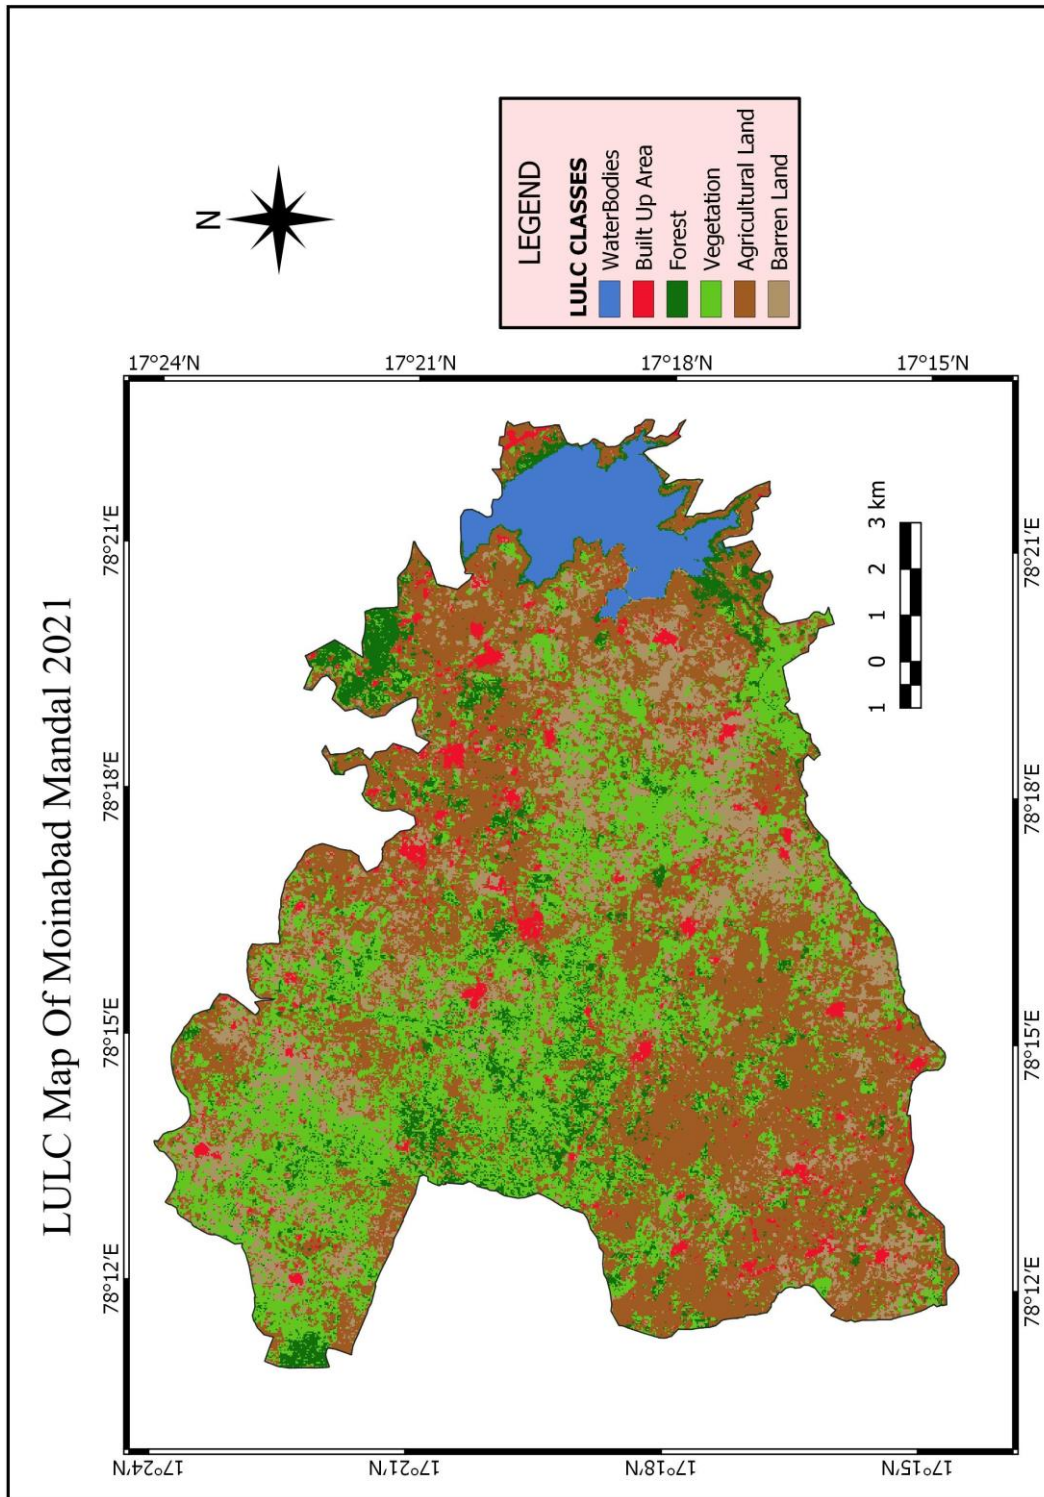 LULC Map Of Moinabad Mandal 2021
N
78°12′E
78°15′E
78°18′E
78°21′E
17°24′N
17°21′N
17°18′N
17°15′N
17°24′N
17°21′N
17°18′N
17°15′N
78°12′E
78°15′E
78°18′E
78°21′E
1 0 1 2 3 km
LEGEND
LULC CLASSES
WaterBodies
Built Up Area
Forest
Vegetation
Agricultural Land
Barren Land